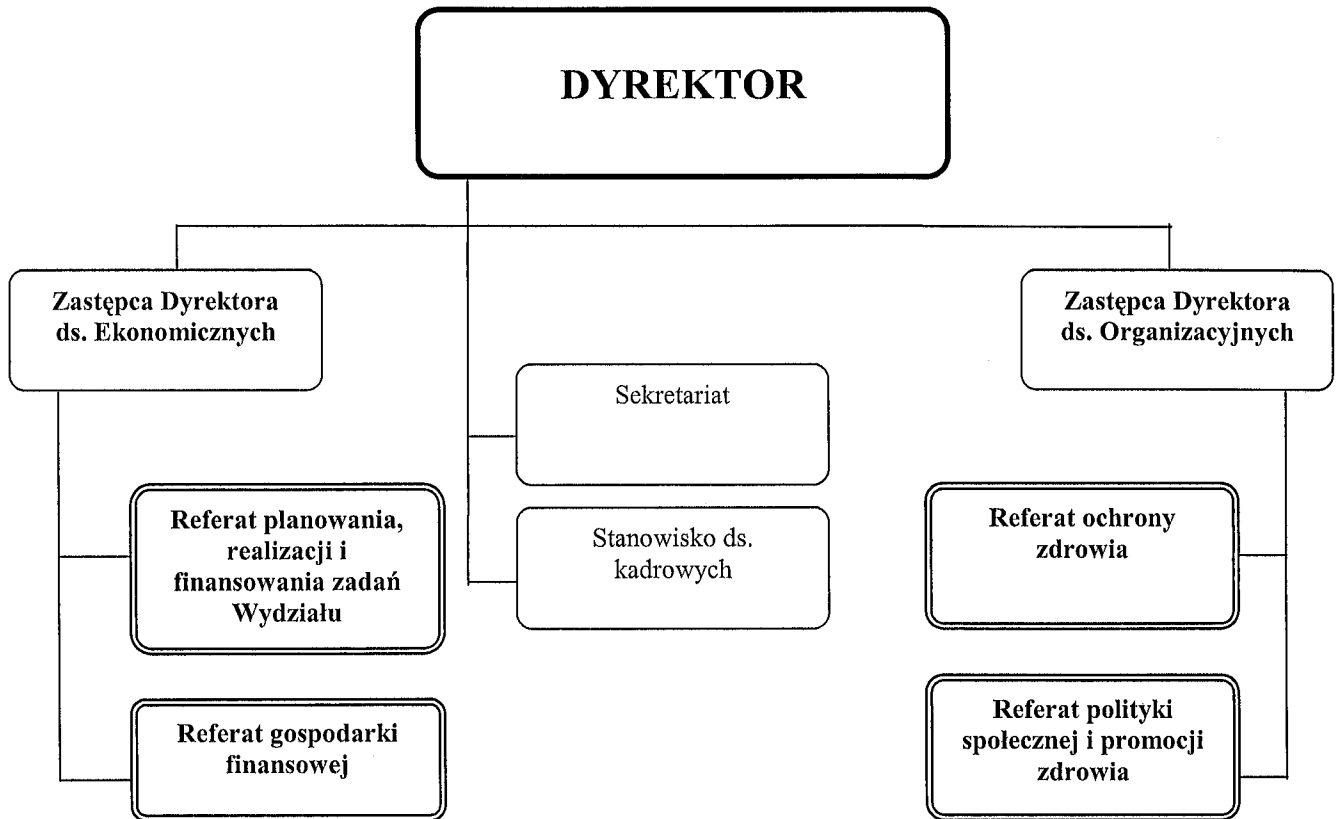 DYREKTOR
Zastępca Dyrektora
ds. Ekonomicznych
Zastępca Dyrektora
ds. Organizacyjnych
Sekretariat
Stanowisko ds.
kadrowych
Referat planowania,
realizacji i
finansowania zadań
Wydziału
Referat gospodarki
finansowej
Referat ochrony
zdrowia
Referat polityki
społecznej i promocji
zdrowia